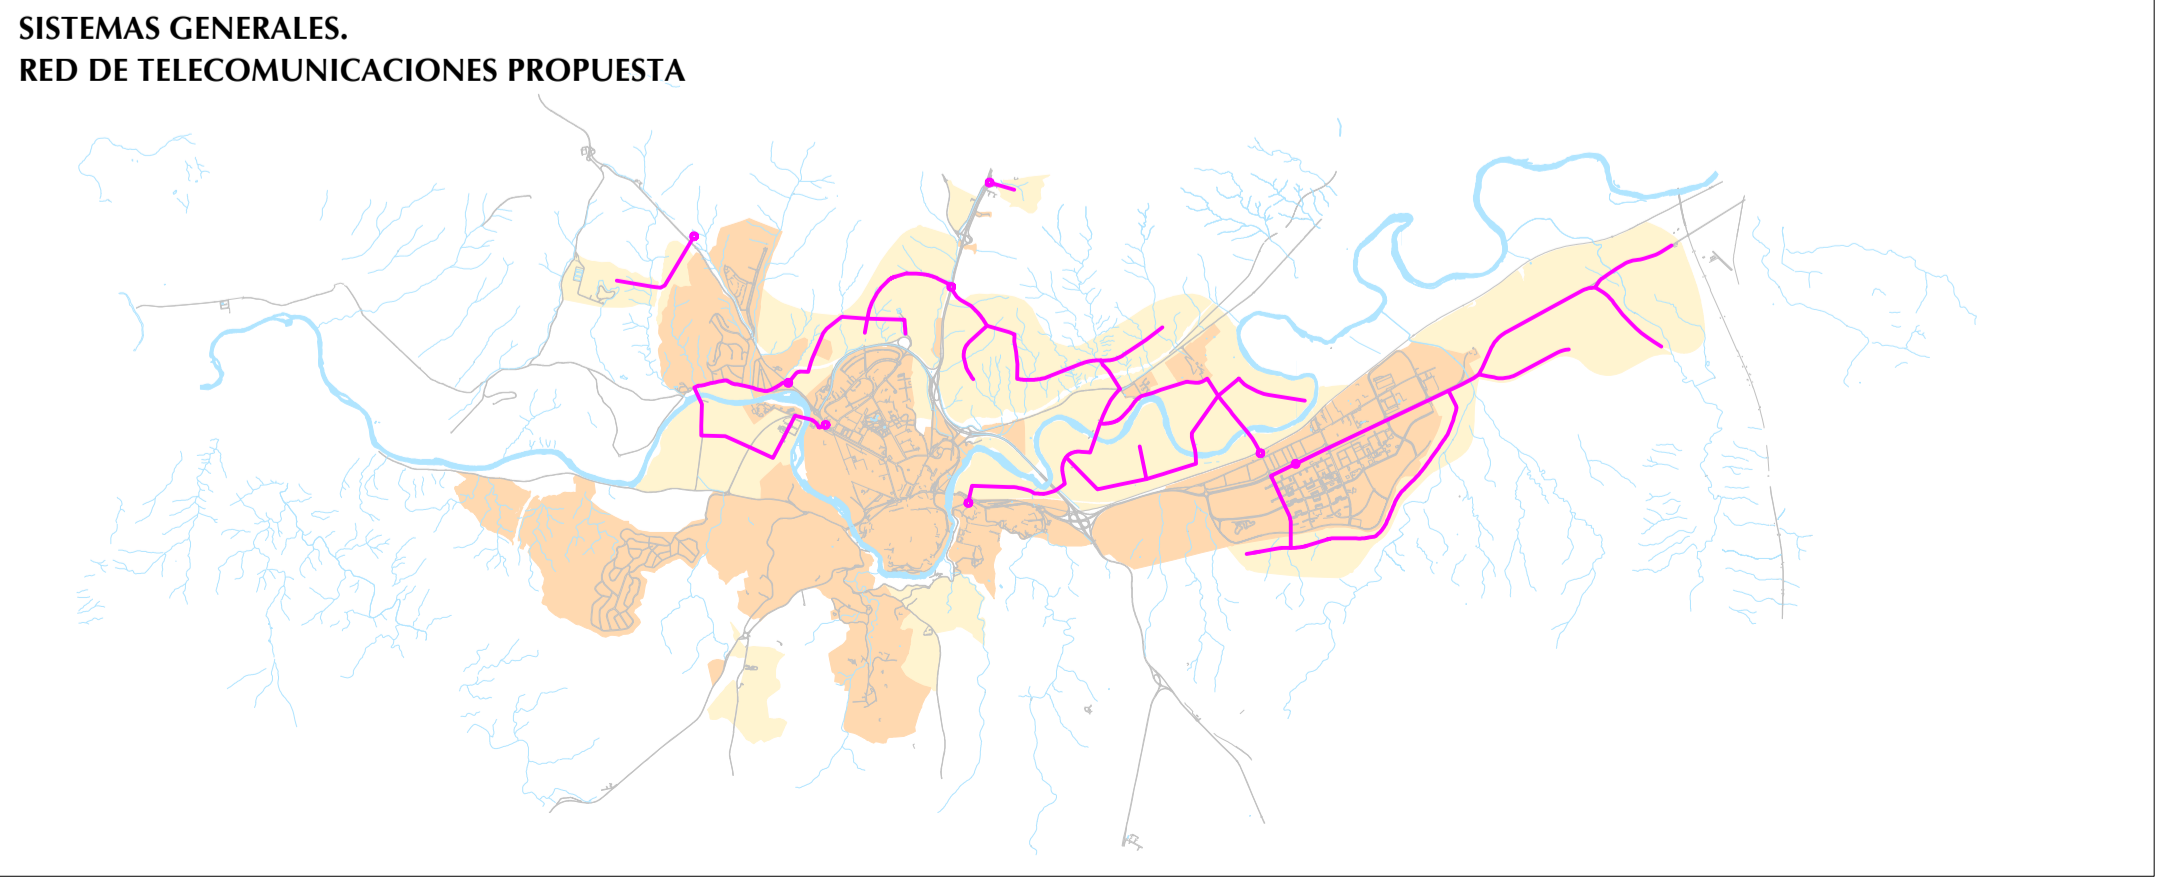 SISTEMAS GENERALES.
RED DE TELECOMUNICACIONES PROPUESTA